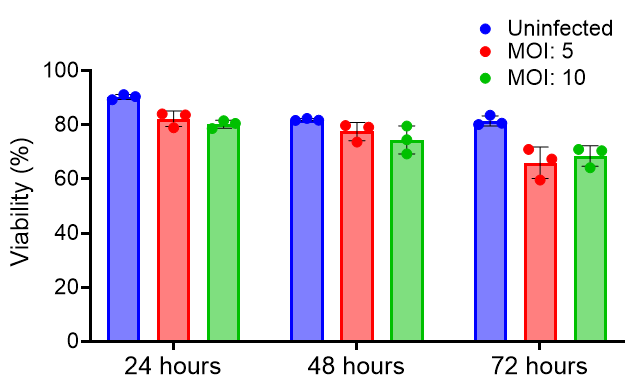 Uninfected
MOI: 5
MOI: 10
Viability (%)
100
80
60
40
20
0
24 hours
48 hours
72 hours